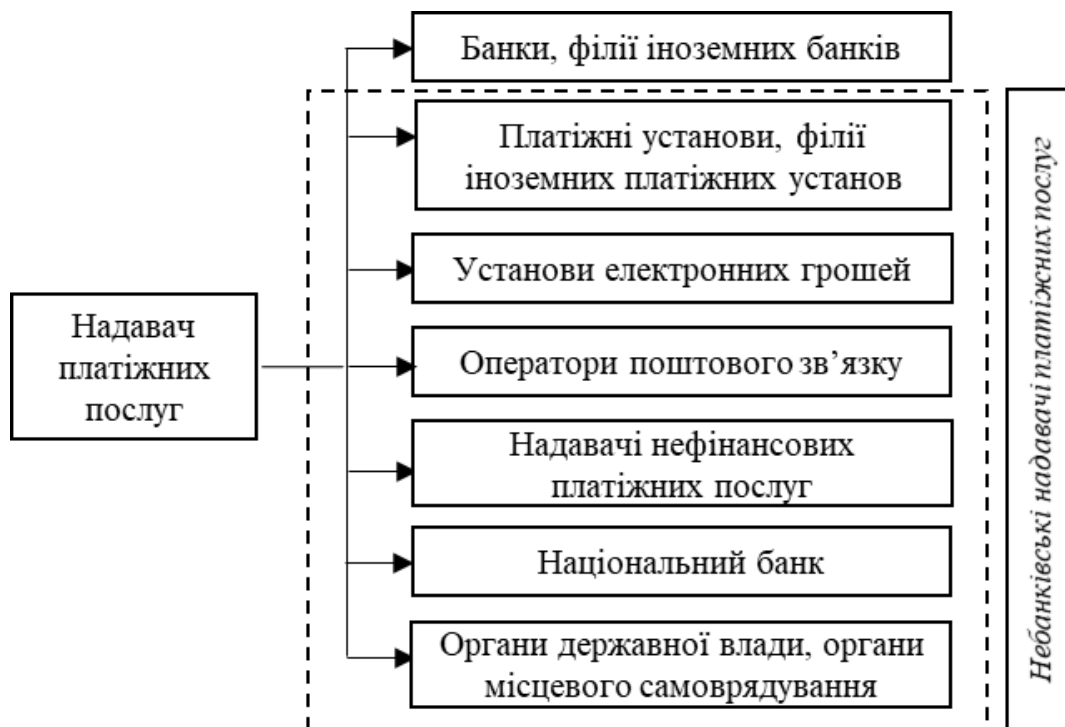 Банки, філії іноземних банків
Платіжні установи, філії
іноземних платіжних установ
Установи електронних грошей
Надавач
платіжних
послуг
Оператори поштового зв’язку
Надавачі нефінансових
платіжних послуг
Національний банк
Органи державної влади, органи
місцевого самоврядування
Небанківські надавачі платіжних послуг